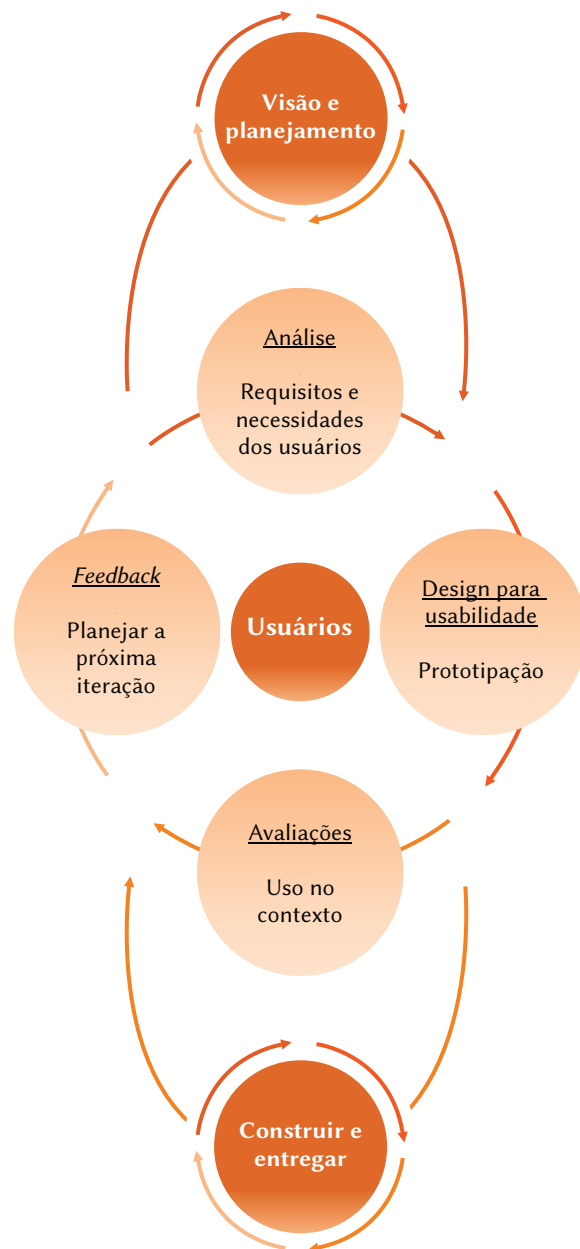 Visão e
planejamento
Análise
Requisitos e
necessidades
dos usuários
Feedback
Planejar a
próxima
iteração
Usuários
Design para
usabilidade
Prototipação
Avaliações
Uso no
contexto
Construir e
entregar